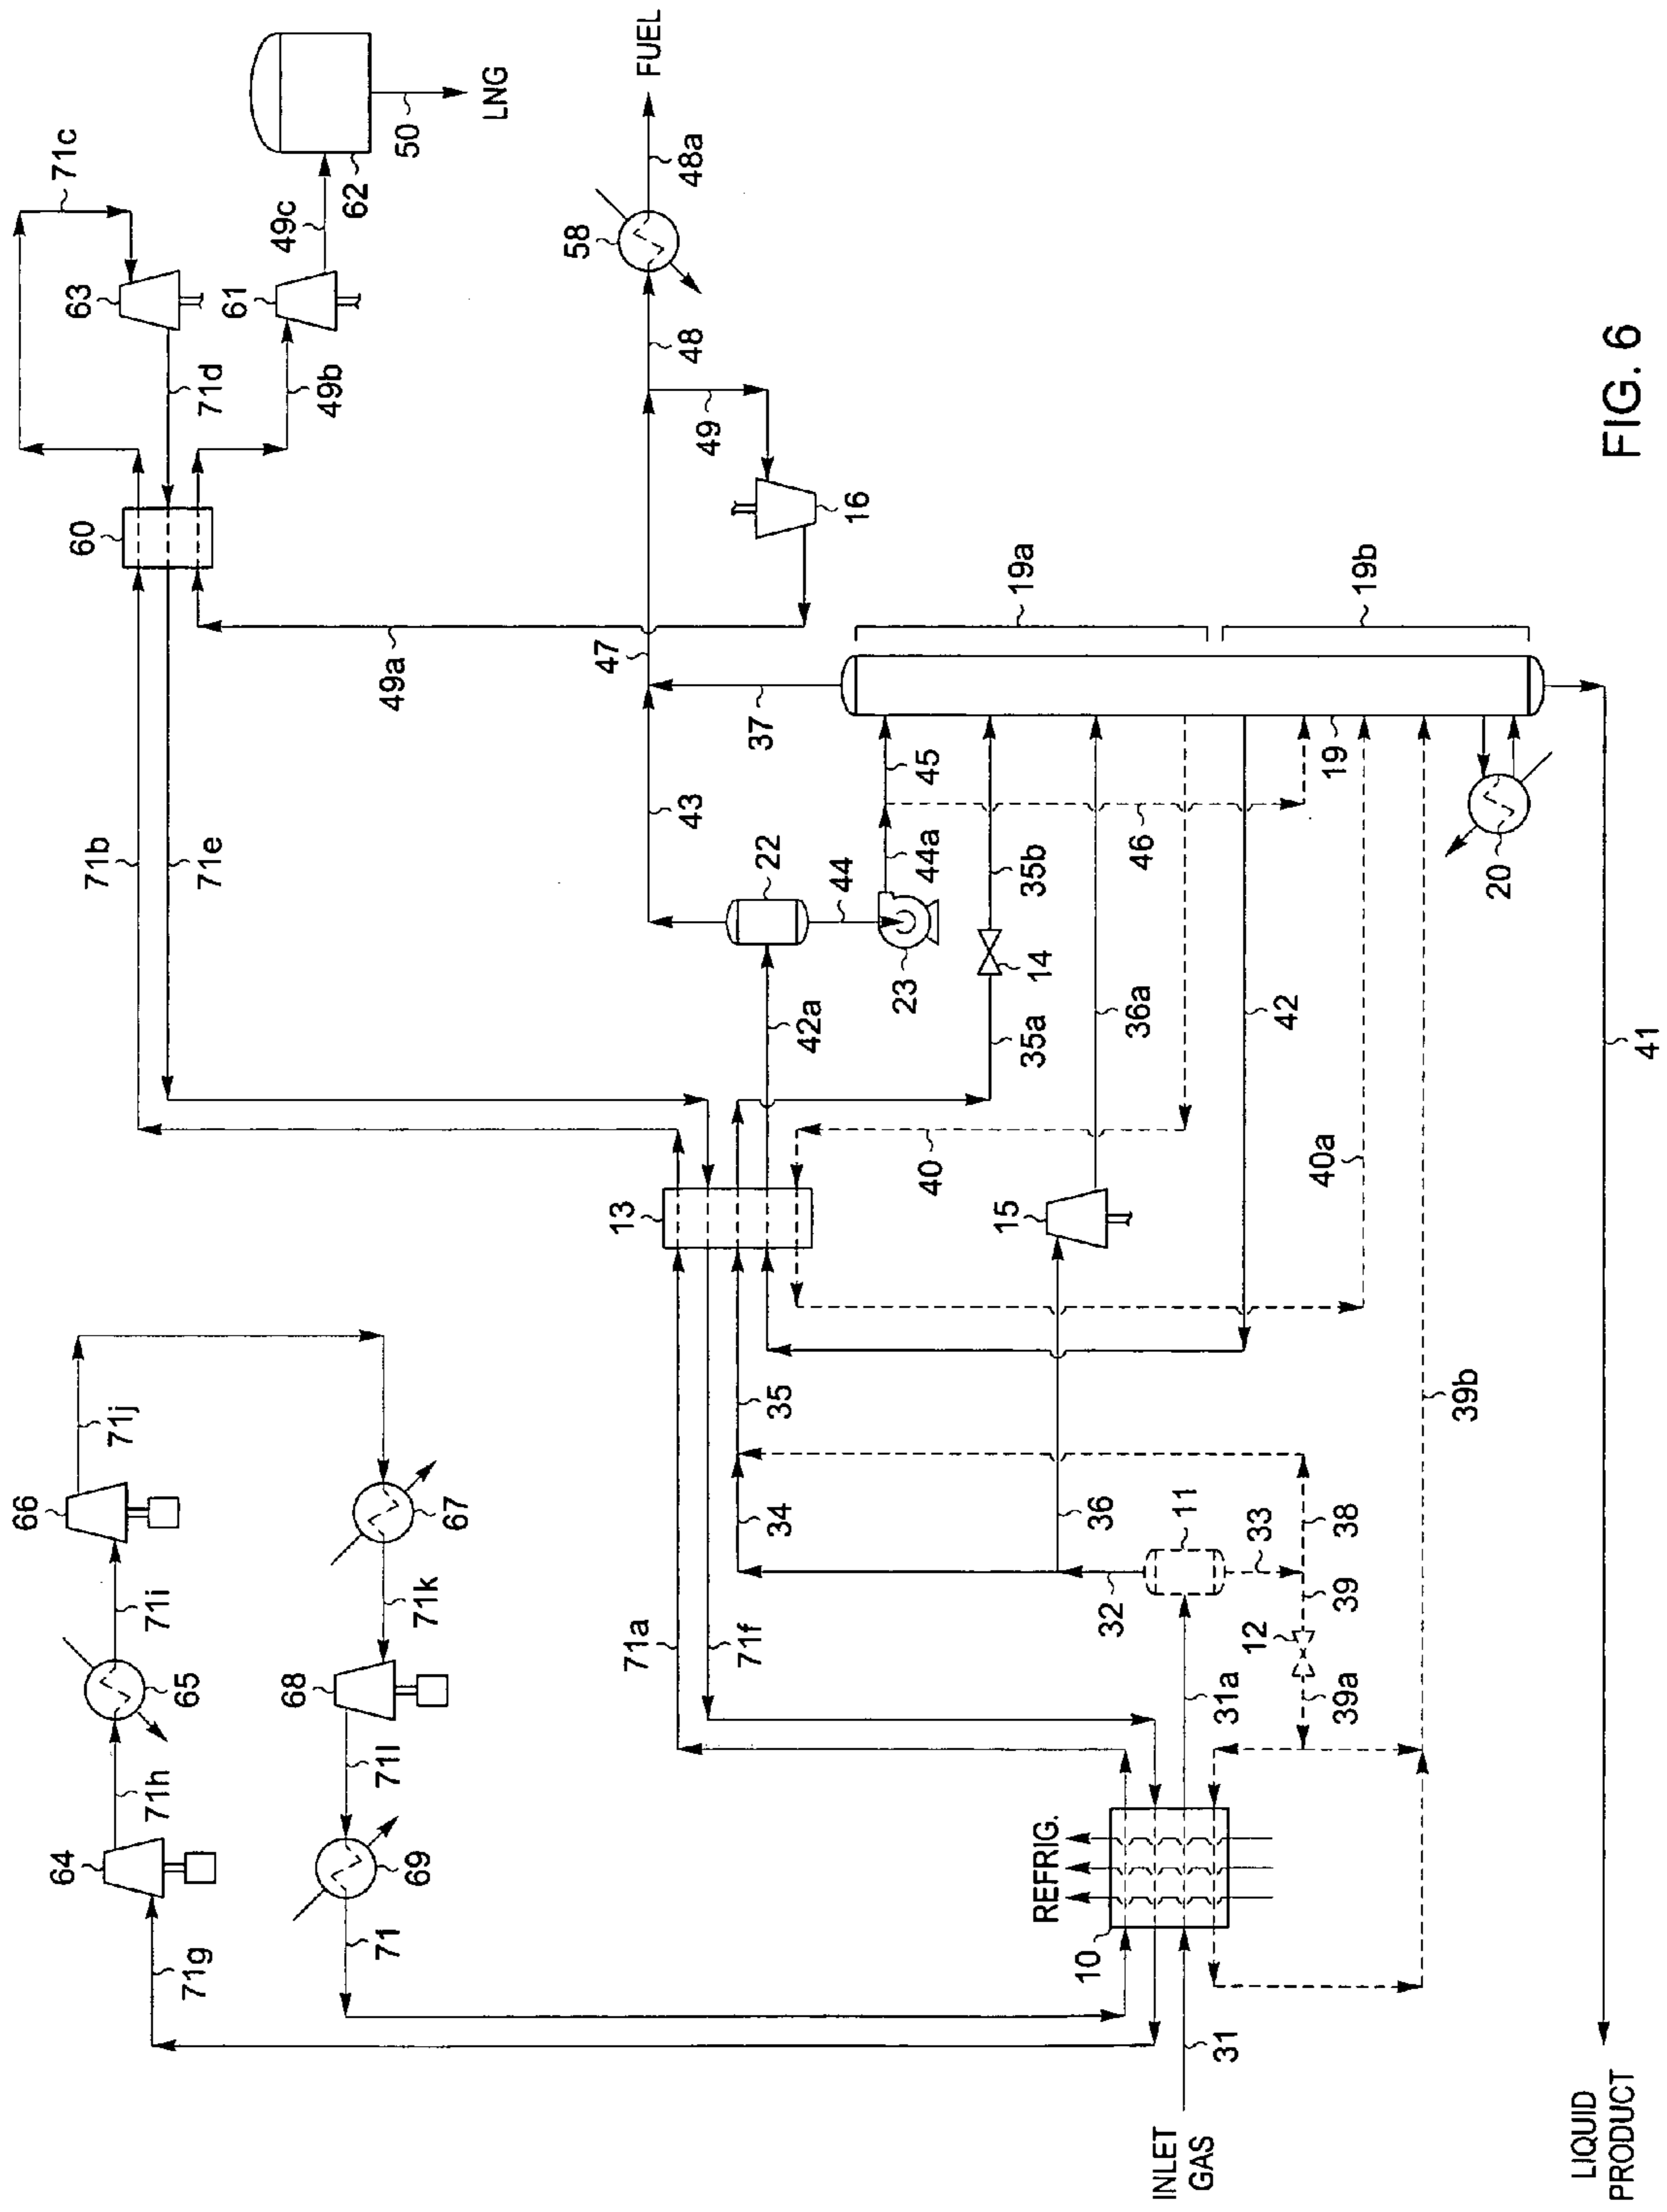 FIG. 6
71g
64
71h
65
71i
66
71j
67
71k
68
71l
69
71
10
REFRIG.
INLET
GAS
31
31a
71a
71f
32
11
33
38
39
12
39a
39b
34
35
36
13
15
36a
40
40a
42
42a
35a
14
35b
22
43
44
23
44a
45
46
37
47
19
19a
19b
20
41
LIQUID
PRODUCT
71b
71e
60
71d
63
71c
49a
49b
61
49c
62
50
LNG
16
49
48
58
48a
FUEL